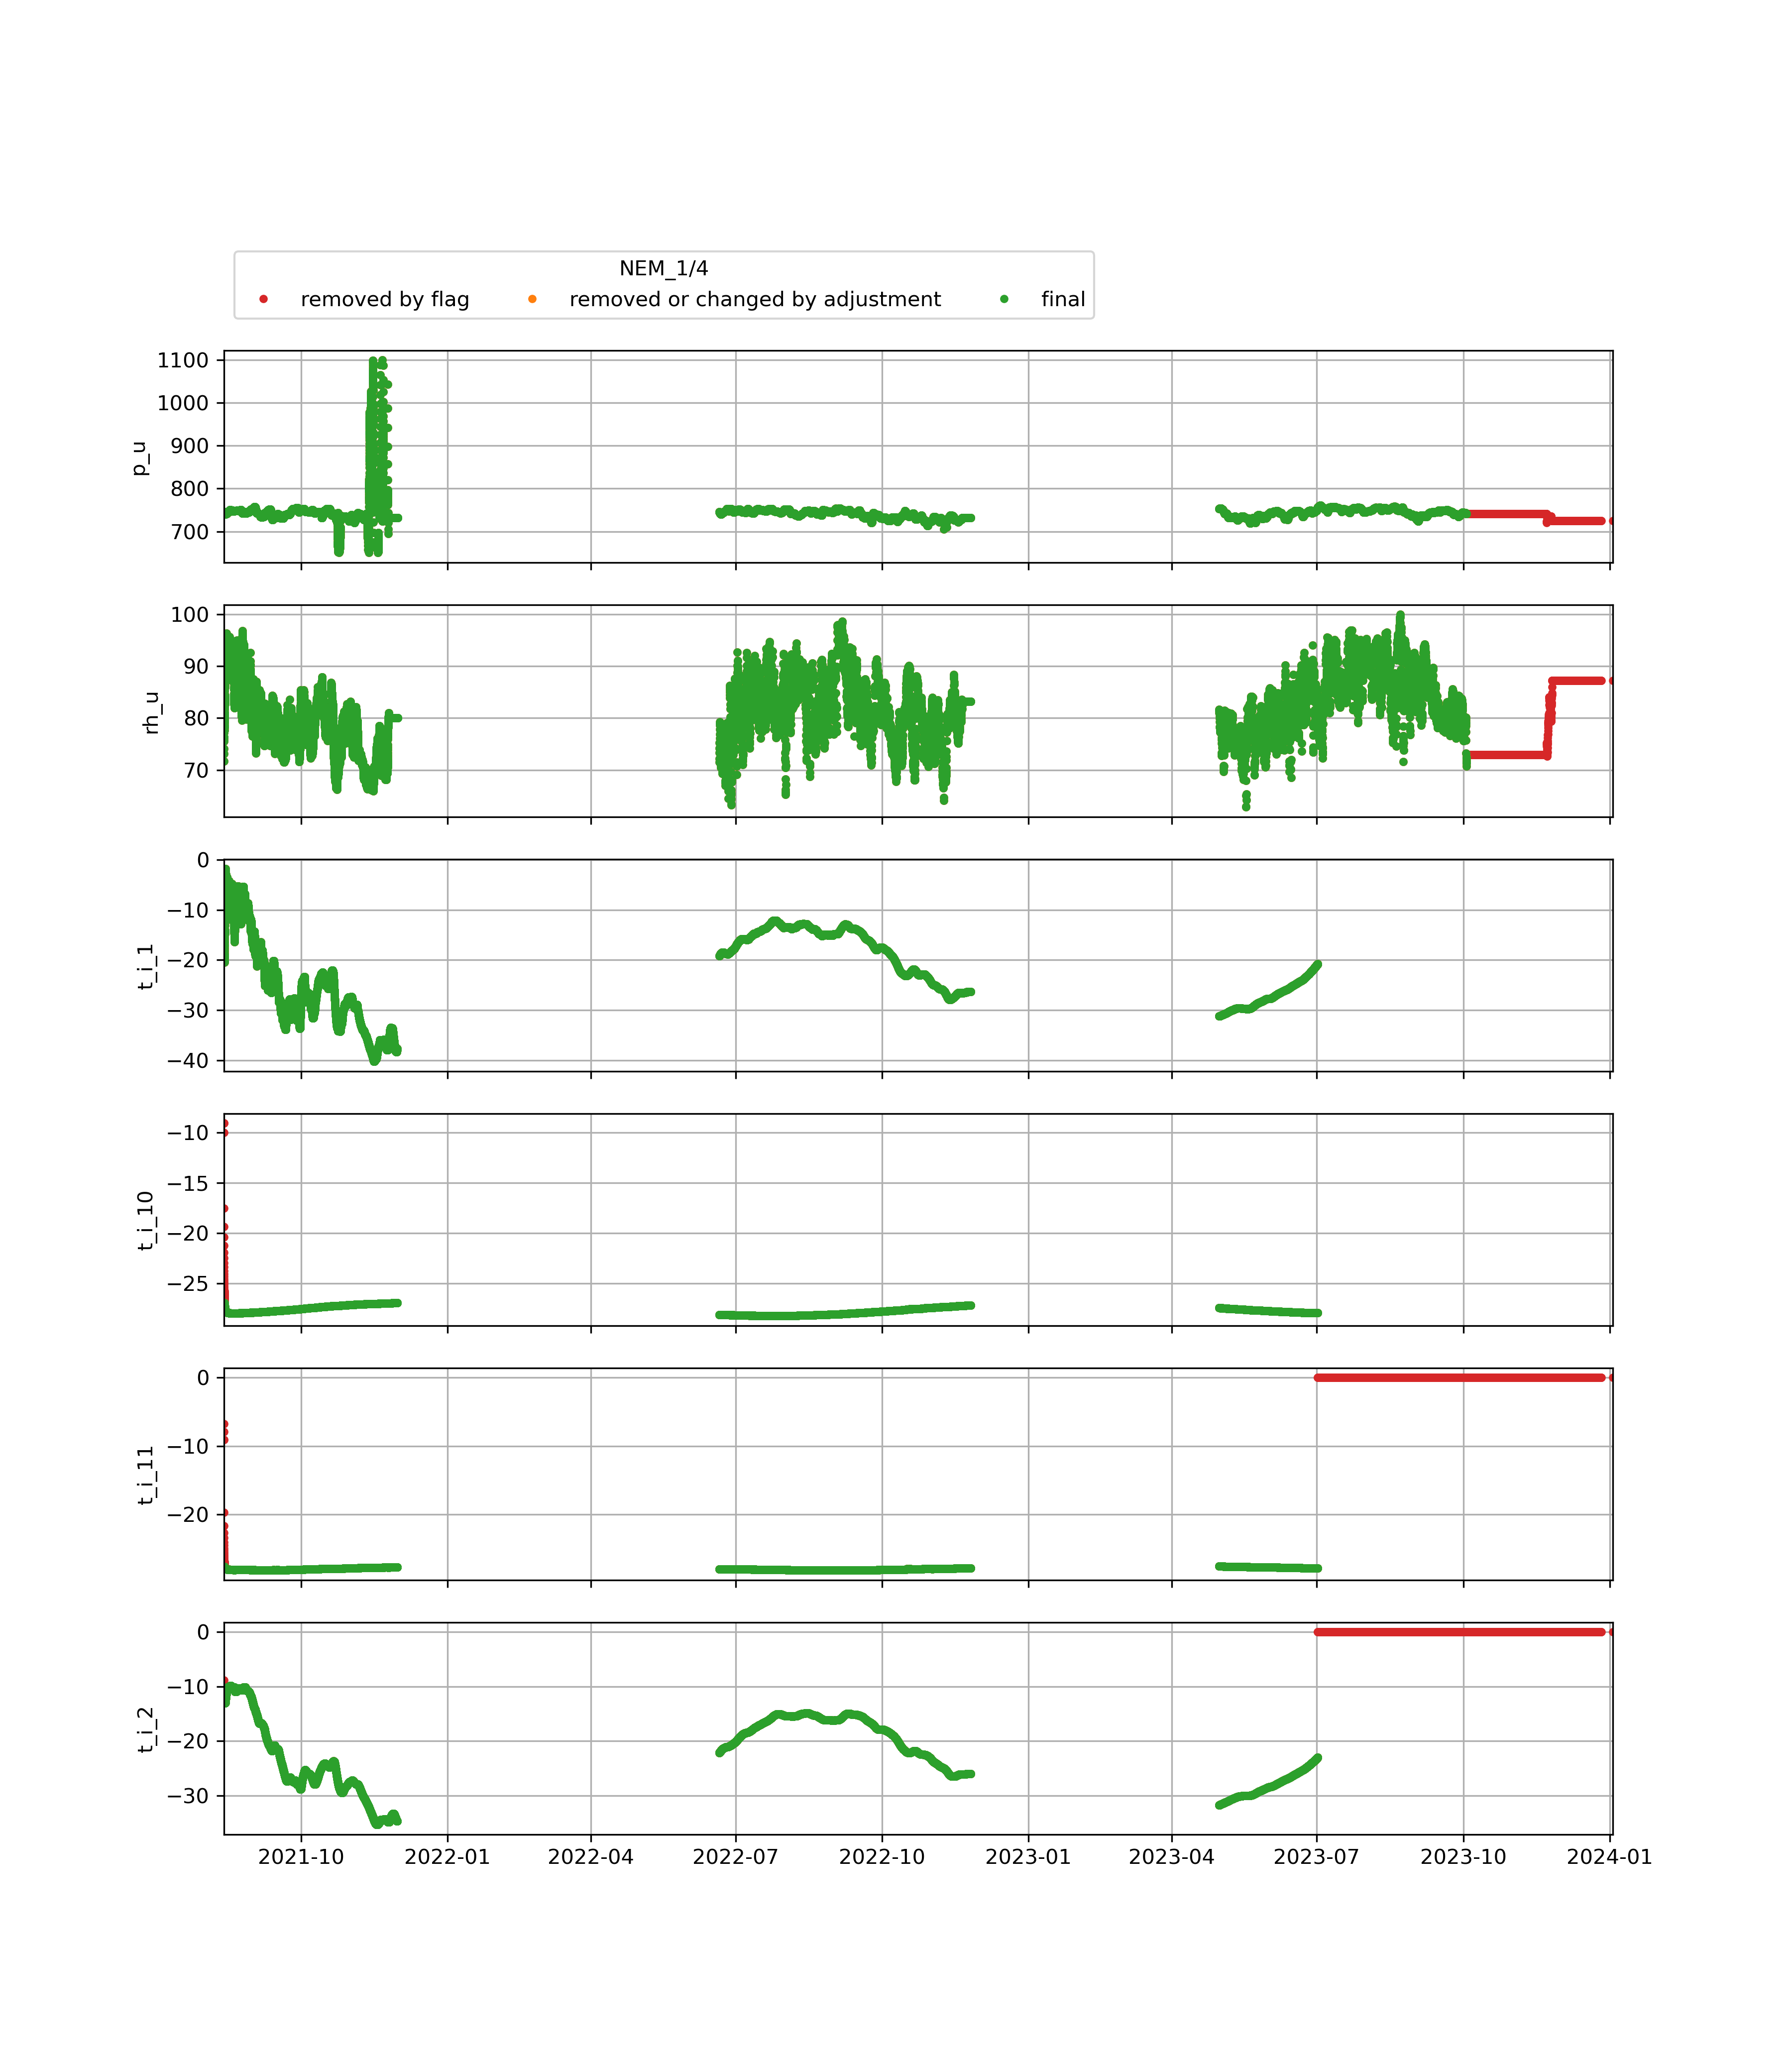 NEM_1/4
removed by flag removed or changed by adjustment final
p_u
1100
1000
900
800
700
rh_u
100
90
80
70
t_i_1
0
−10
−20
−30
−40
t_i_10
−10
−15
−20
−25
t_i_11
0
−10
−20
t_i_2
0
−10
−20
−30
2021-10 2022-01 2022-04 2022-07 2022-10 2023-01 2023-04 2023-07 2023-10 2024-01